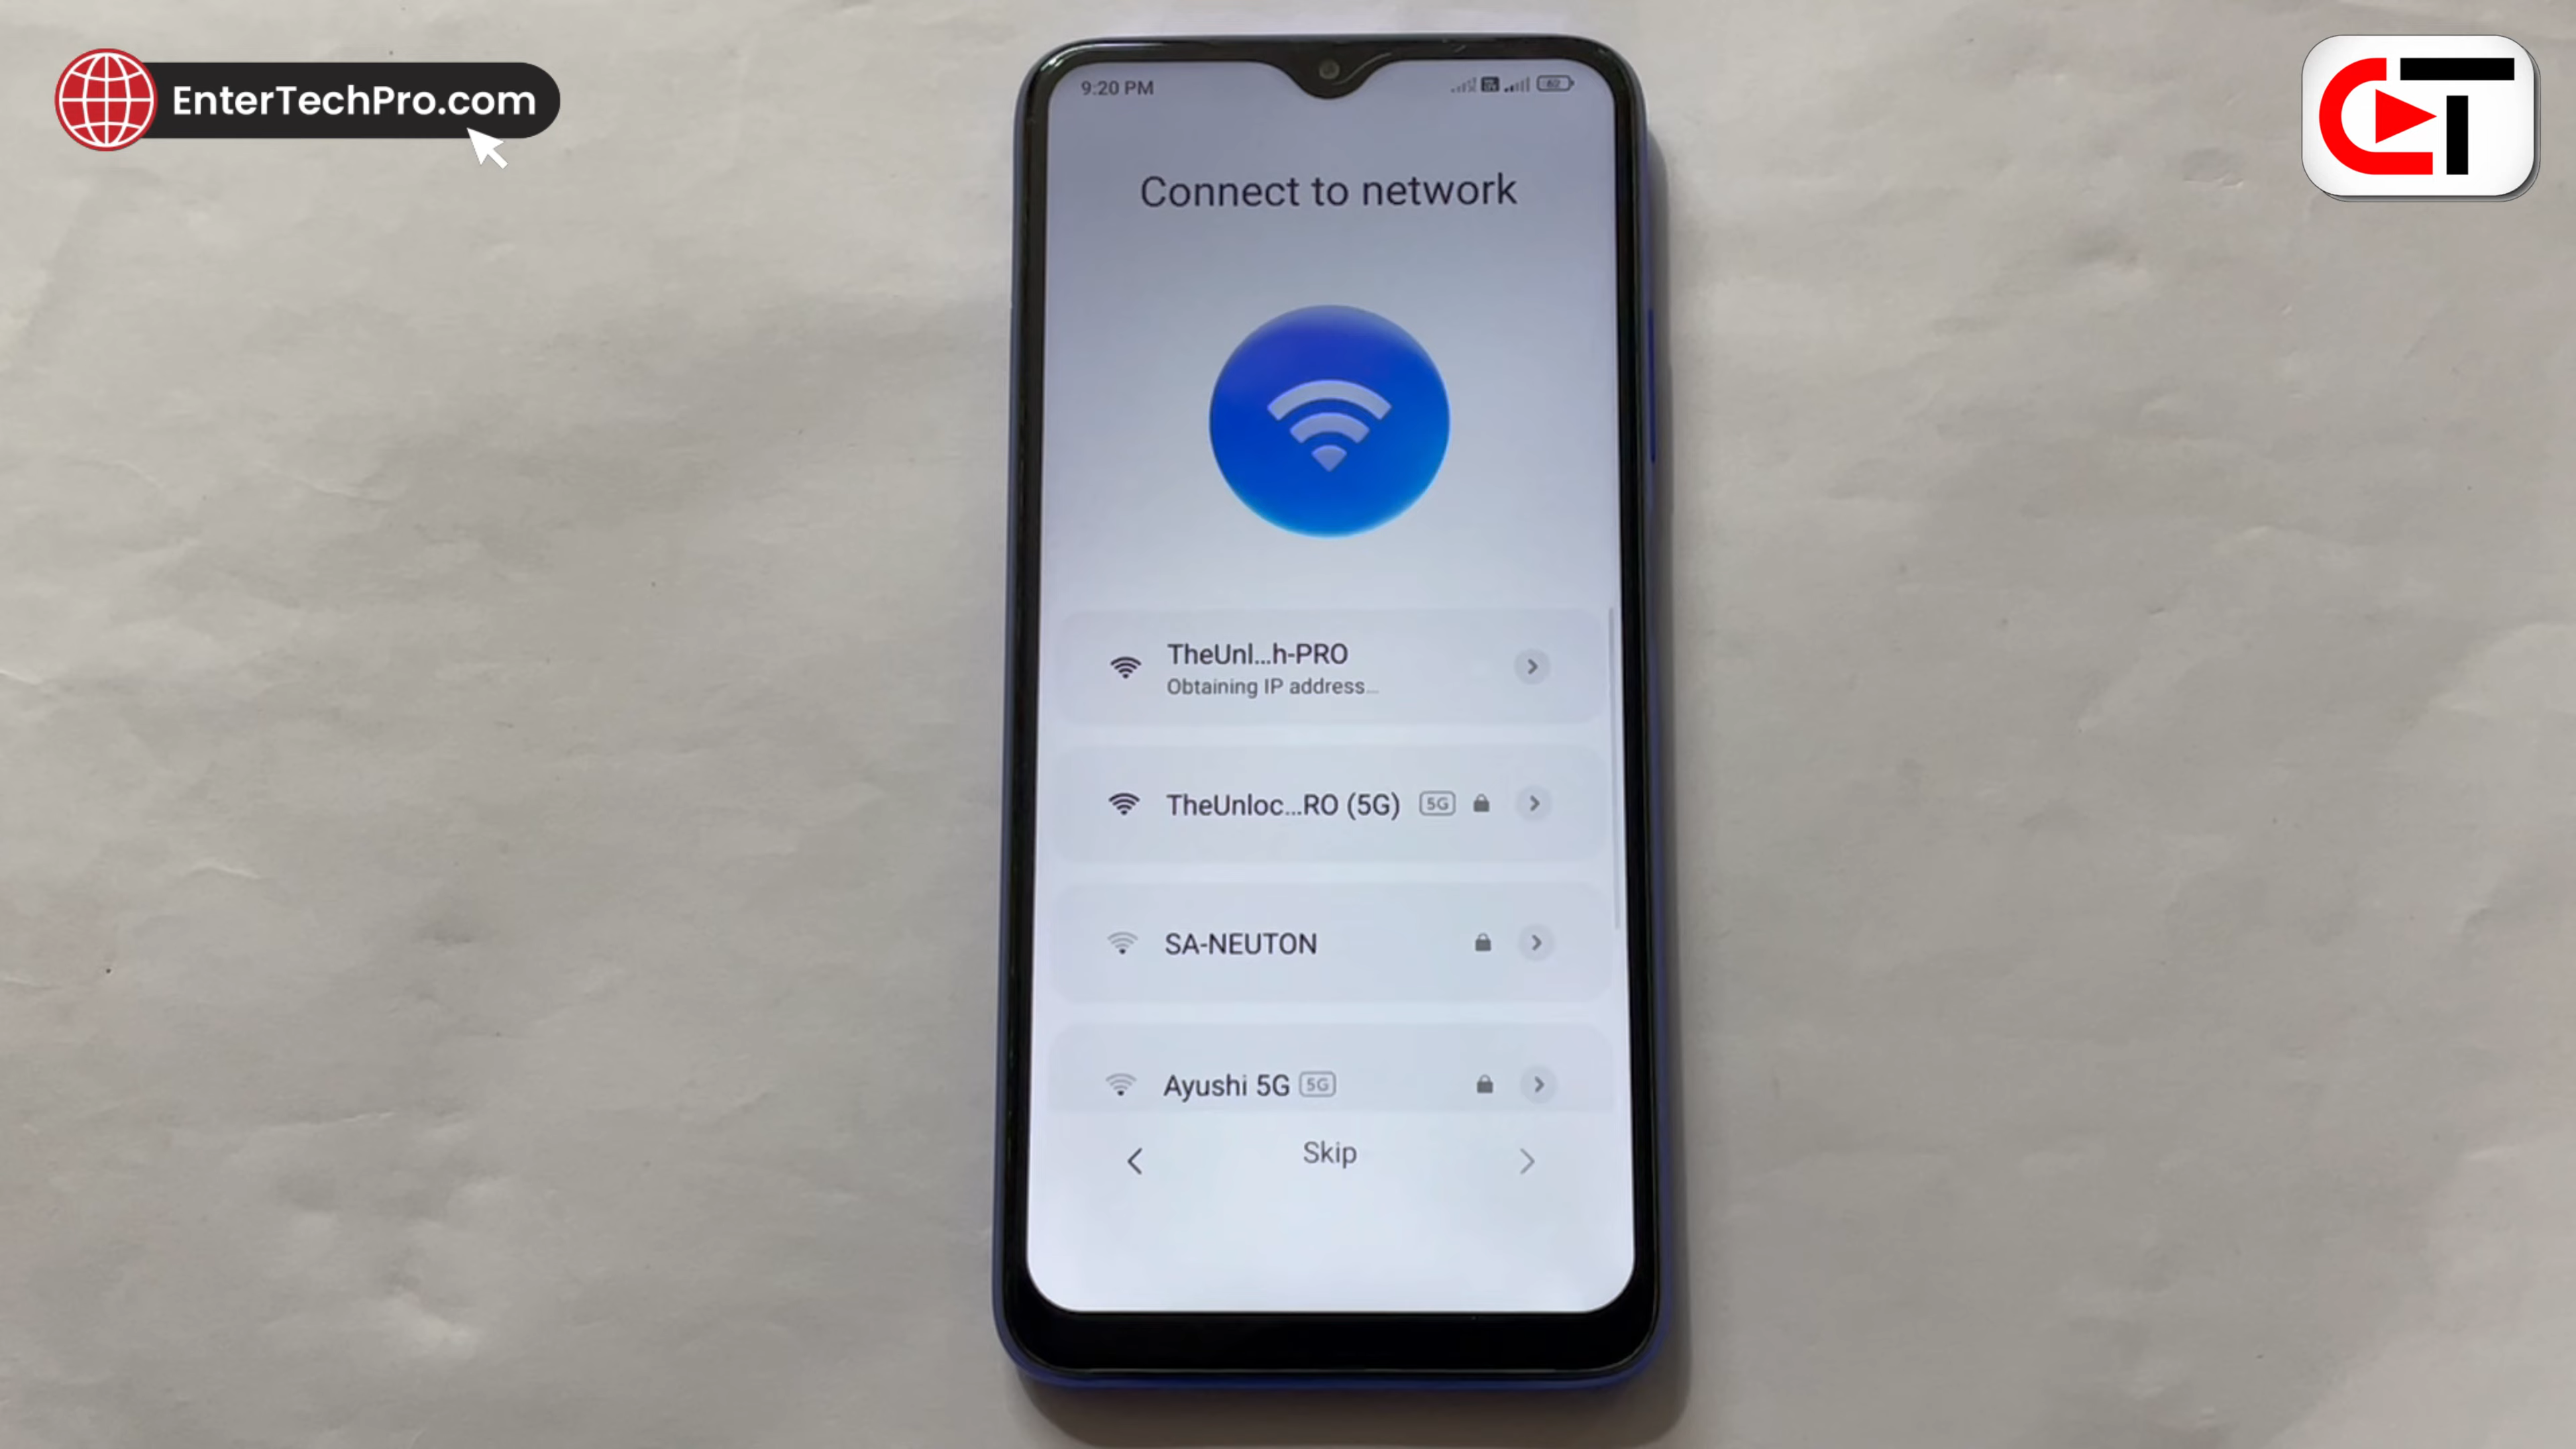 EnterTechPro.com
9:20 PM
62
Connect to network
TheUnl...h-PRO
Obtaining IP address...
TheUnloc...RO (5G) 5G
SA-NEUTON
Ayushi 5G 5G
Skip